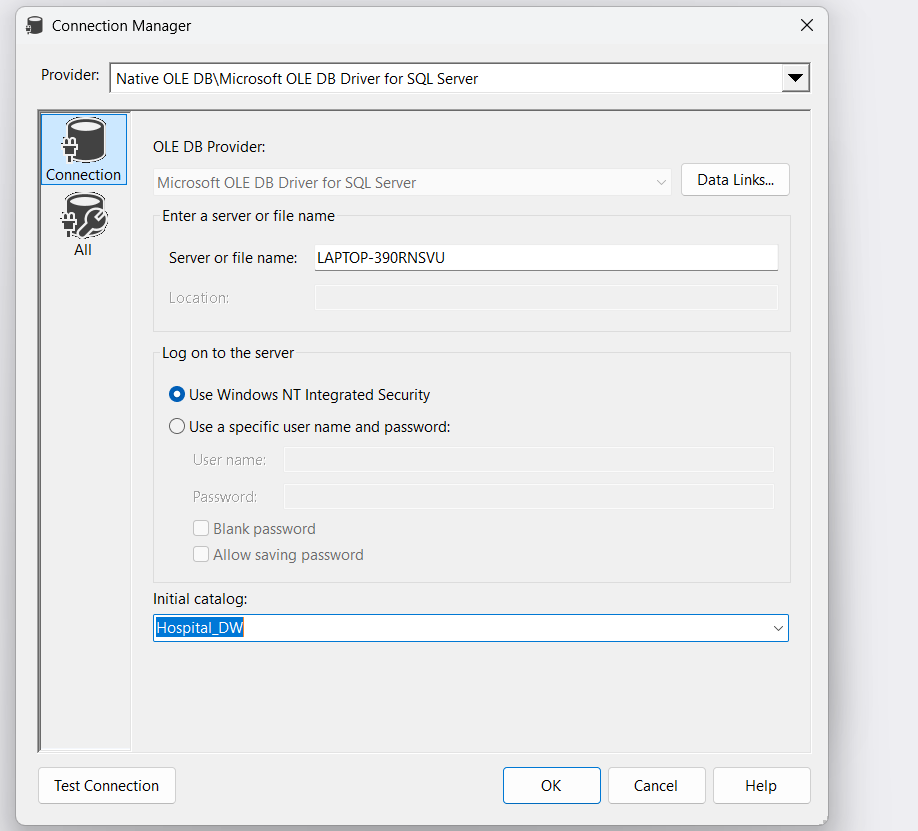 Connection Manager
Provider: Native OLE DB\Microsoft OLE DB Driver for SQL Server
Connection
All
OLE DB Provider:
Microsoft OLE DB Driver for SQL Server
Data Links...
Enter a server or file name
Server or file name: LAPTOP-390RNSVU
Location:
Log on to the server
Use Windows NT Integrated Security
Use a specific user name and password:
User name:
Password:
Blank password
Allow saving password
Initial catalog:
Hospital_DW
Test Connection
OK
Cancel
Help